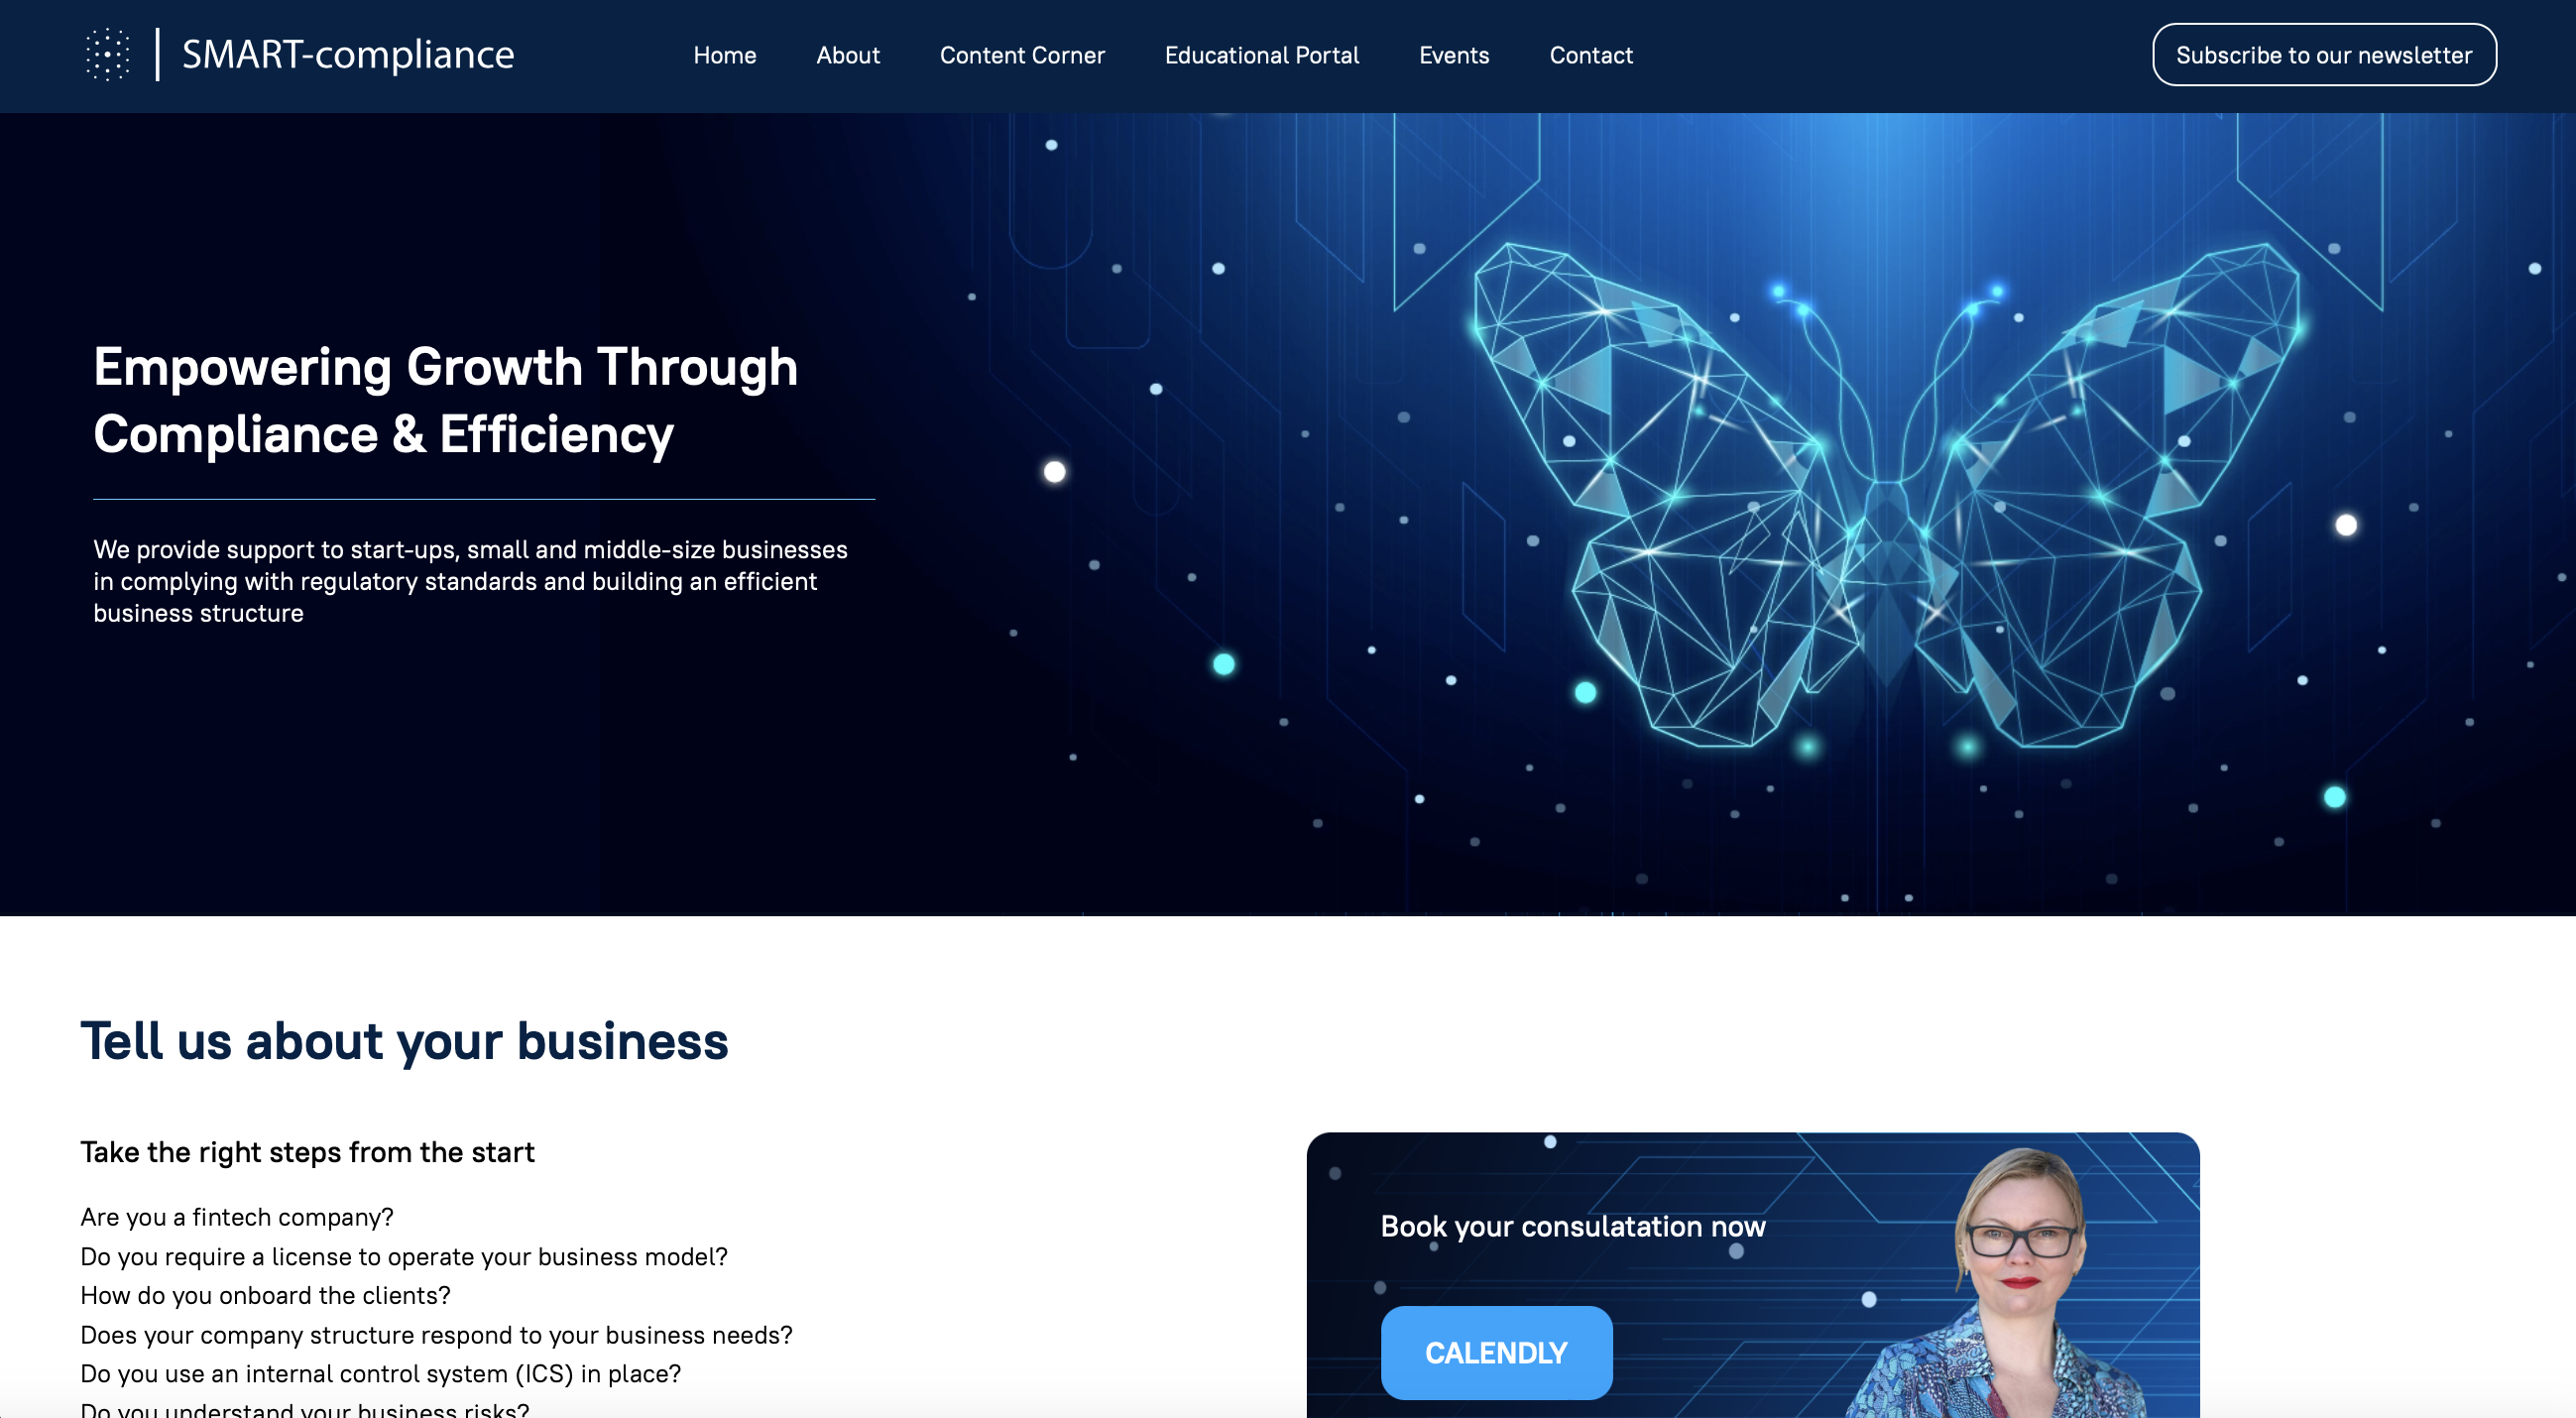 SMART-compliance
Home
About
Content Corner
Educational Portal
Events
Contact
Subscribe to our newsletter
Empowering Growth Through
Compliance & Efficiency
We provide support to start-ups, small and middle-size businesses
in complying with regulatory standards and building an efficient
business structure
Tell us about your business
Take the right steps from the start
Are you a fintech company?
Do you require a license to operate your business model?
How do you onboard the clients?
Does your company structure respond to your business needs?
Do you use an internal control system (ICS) in place?
Do you understand your business risks?
Book your consulatation now
CALENDLY